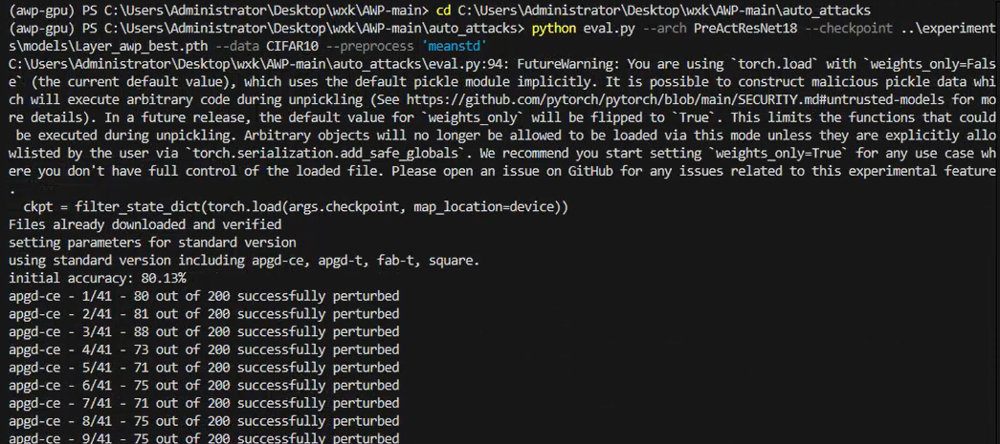 (awp-gpu) PS C:\Users\Administrator\Desktop\wxk\AWP-main> cd C:\Users\Administrator\Desktop\wxk\AWP-main\auto_attacks
(awp-gpu) PS C:\Users\Administrator\Desktop\wxk\AWP-main\auto_attacks> python eval.py --arch PreActResNet18 --checkpoint ..\experiment
s\models\Layer_awp_best.pth --data CIFAR10 --preprocess 'meanstd'
C:\Users\Administrator\Desktop\wxk\AWP-main\auto_attacks\eval.py:94: FutureWarning: You are using `torch.load` with `weights_only=Fals
e` (the current default value), which uses the default pickle module implicitly. It is possible to construct malicious pickle data whi
ch will execute arbitrary code during unpickling (See https://github.com/pytorch/pytorch/blob/main/SECURITY.md#untrusted-models for mo
re details). In a future release, the default value for `weights_only` will be flipped to `True`. This limits the functions that could
 be executed during unpickling. Arbitrary objects will no longer be allowed to be loaded via this mode unless they are explicitly allo
wlisted by the user via `torch.serialization.add_safe_globals`. We recommend you start setting `weights_only=True` for any use case wh
ere you don't have full control of the loaded file. Please open an issue on GitHub for any issues related to this experimental feature
.
  ckpt = filter_state_dict(torch.load(args.checkpoint, map_location=device))
Files already downloaded and verified
setting parameters for standard version
using standard version including apgd-ce, apgd-t, fab-t, square.
initial accuracy: 80.13%
apgd-ce - 1/41 - 80 out of 200 successfully perturbed
apgd-ce - 2/41 - 81 out of 200 successfully perturbed
apgd-ce - 3/41 - 88 out of 200 successfully perturbed
apgd-ce - 4/41 - 73 out of 200 successfully perturbed
apgd-ce - 5/41 - 71 out of 200 successfully perturbed
apgd-ce - 6/41 - 75 out of 200 successfully perturbed
apgd-ce - 7/41 - 71 out of 200 successfully perturbed
apgd-ce - 8/41 - 75 out of 200 successfully perturbed
apgd-ce - 9/41 - 75 out of 200 successfully perturbed